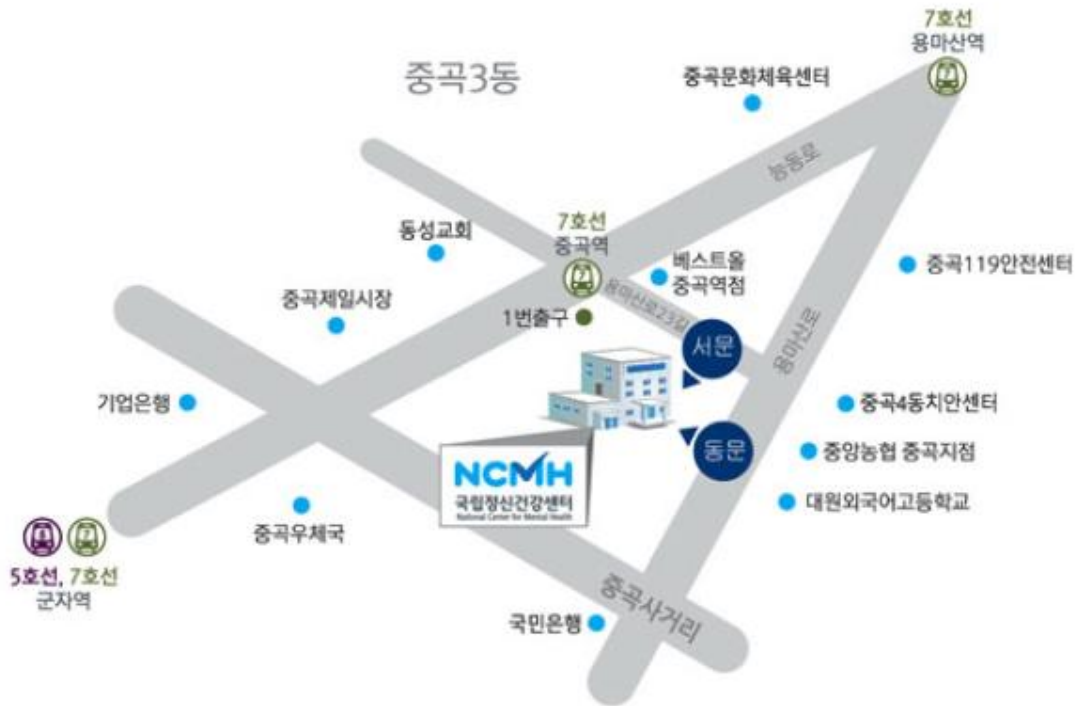 7호선
용마산역
중곡3동
중곡문화체육센터
능동로
7호선
중곡역
동성교회
베스트올
중곡역점
중곡119안전센터
중곡제일시장
1번출구
용마산로23길
서문
용마산로
기업은행
중곡4동치안센터
동문
중앙농협 중곡지점
NCMH
국립정신건강센터
National Center for Mental Health
대원외국어고등학교
중곡우체국
5호선, 7호선
군자역
중곡사거리
국민은행